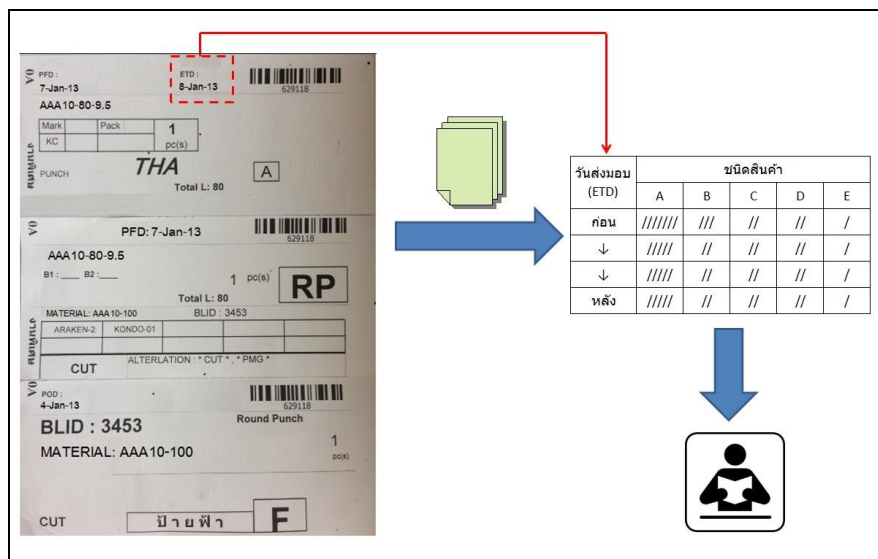 V0
PFD :
7-Jan-13
ETD :
8-Jan-13
629118
AAA10-80-9.5
Mark Pack 1
KC pc(s)
PUNCH THA A
Total L: 80
V0
PFD: 7-Jan-13
629118
AAA10-80-9.5
B1 : ___ B2 : ___
1 pc(s) RP
Total L: 80
MATERIAL: AAA10-100 BLID : 3453
ARAKEN-2 KONDO-01
CUT ALTERLATION : * CUT * , * PMG *
V0
POD :
4-Jan-13
629118
BLID : 3453 Round Punch
MATERIAL: AAA10-100 1
pc(s)
CUT ป้ายฟ้า F
วันส่งมอบ (ETD) ชนิดสินค้า
A B C D E
ก่อน /////// /// // // /
↓ ///// // // // /
↓ ///// // // // /
หลัง ///// // // // /